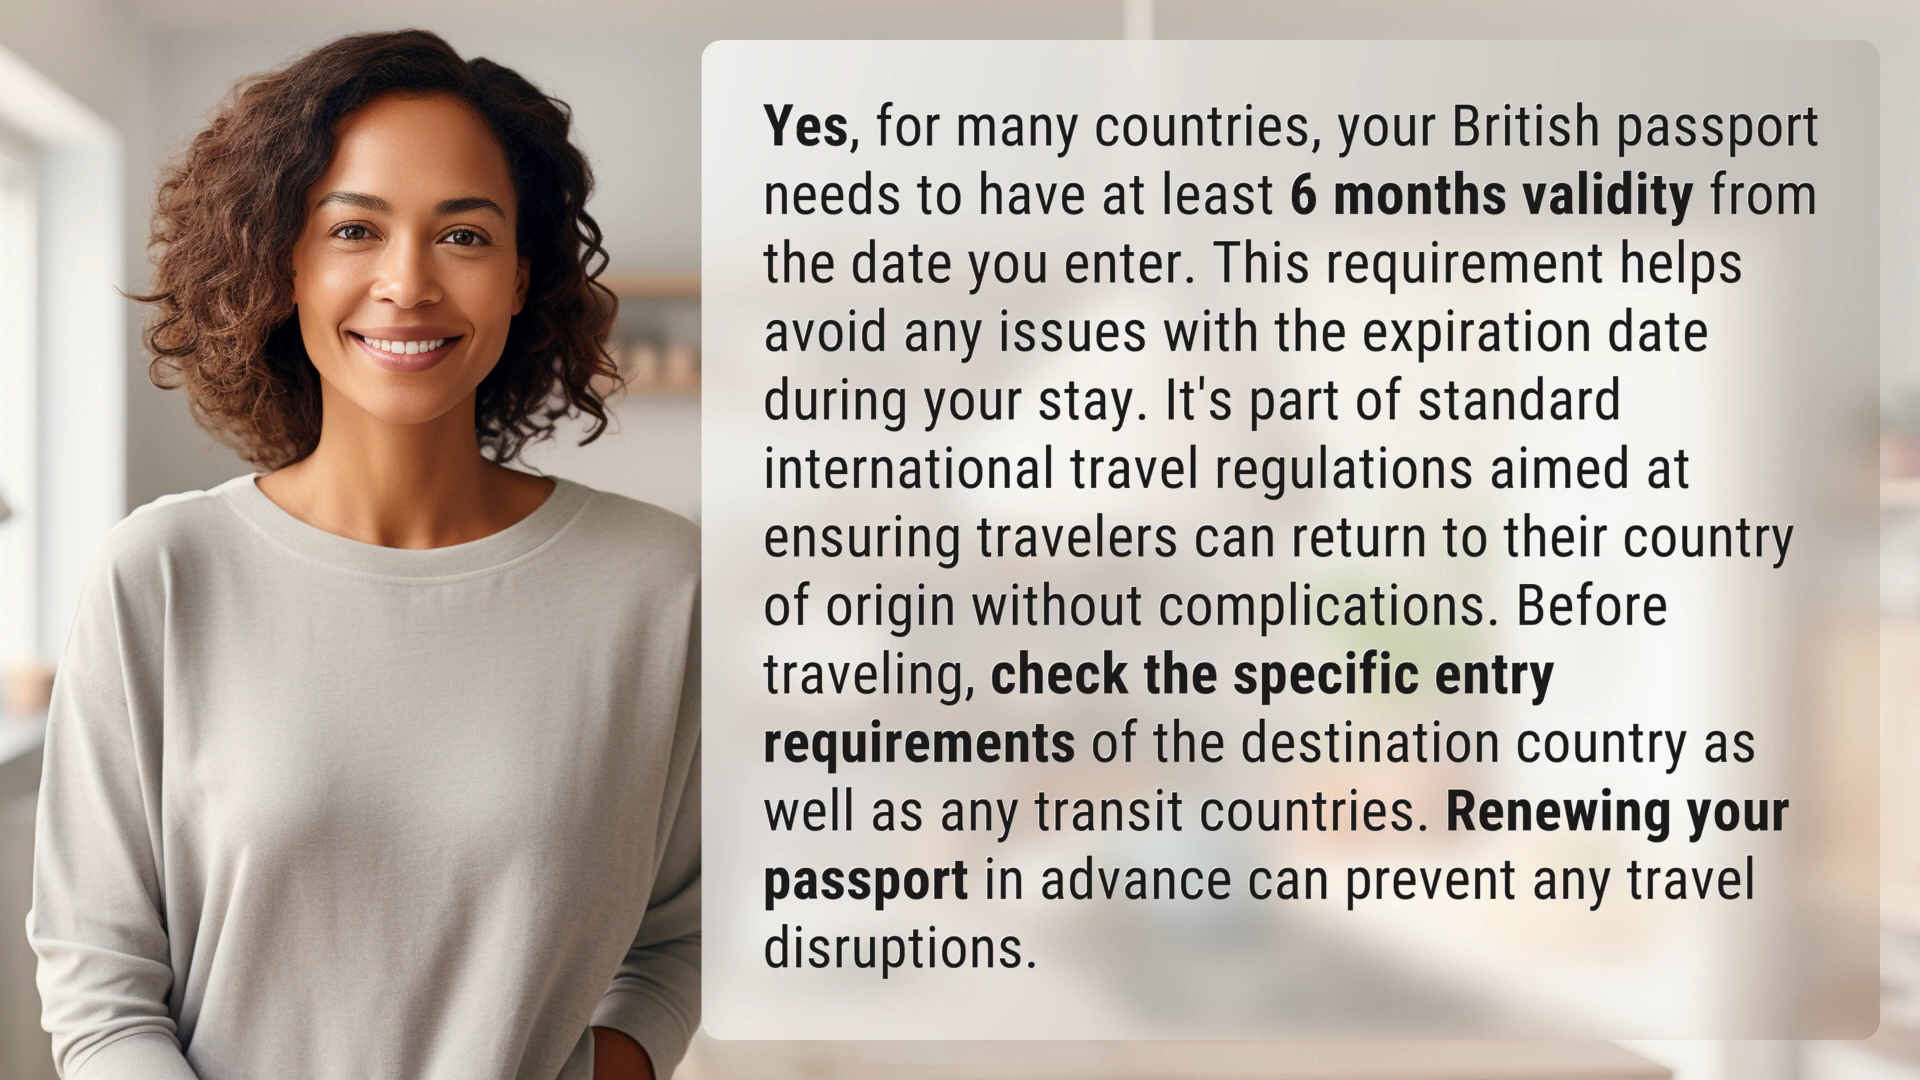 Yes, for many countries, your British passport
needs to have at least 6 months validity from
the date you enter. This requirement helps
avoid any issues with the expiration date
during your stay. It's part of standard
international travel regulations aimed at
ensuring travelers can return to their country
of origin without complications. Before
traveling, check the specific entry
requirements of the destination country as
well as any transit countries. Renewing your
passport in advance can prevent any travel
disruptions.